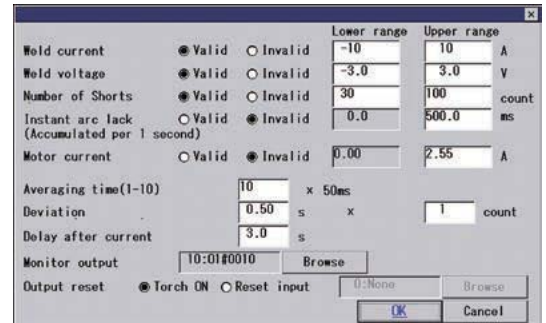 Lower range Upper range
Weld current Valid Invalid -10 10 A
Weld voltage Valid Invalid -3.0 3.0 V
Number of Shorts Valid Invalid 30 100 count
Instant arc lack Valid Invalid 0.0 500.0 ms
(Accumulated per 1 second)
Motor current Valid Invalid 0.00 2.55 A
Averaging time(1-10) 10 x 50ms
Deviation 0.50 s x 1 count
Delay after current 3.0 s
Monitor output 10:01#0010 Browse
Output reset Torch ON Reset input 0:None Browse
OK Cancel